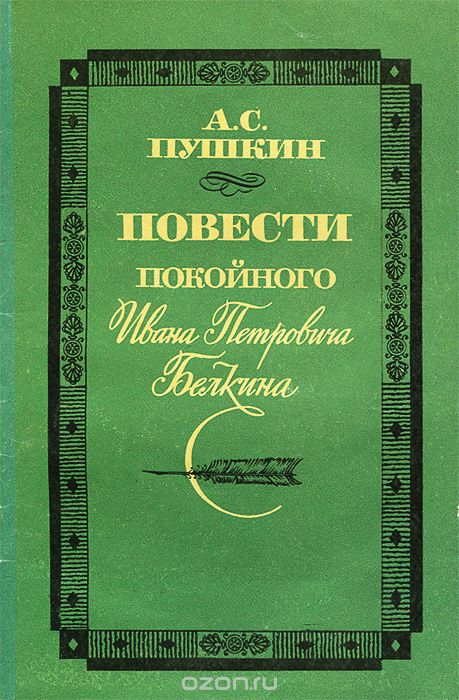 А.С.
ПУШКИН
ПОВЕСТИ
ПОКОЙНОГО
Ивана Петровича
Белкина
ozon.ru